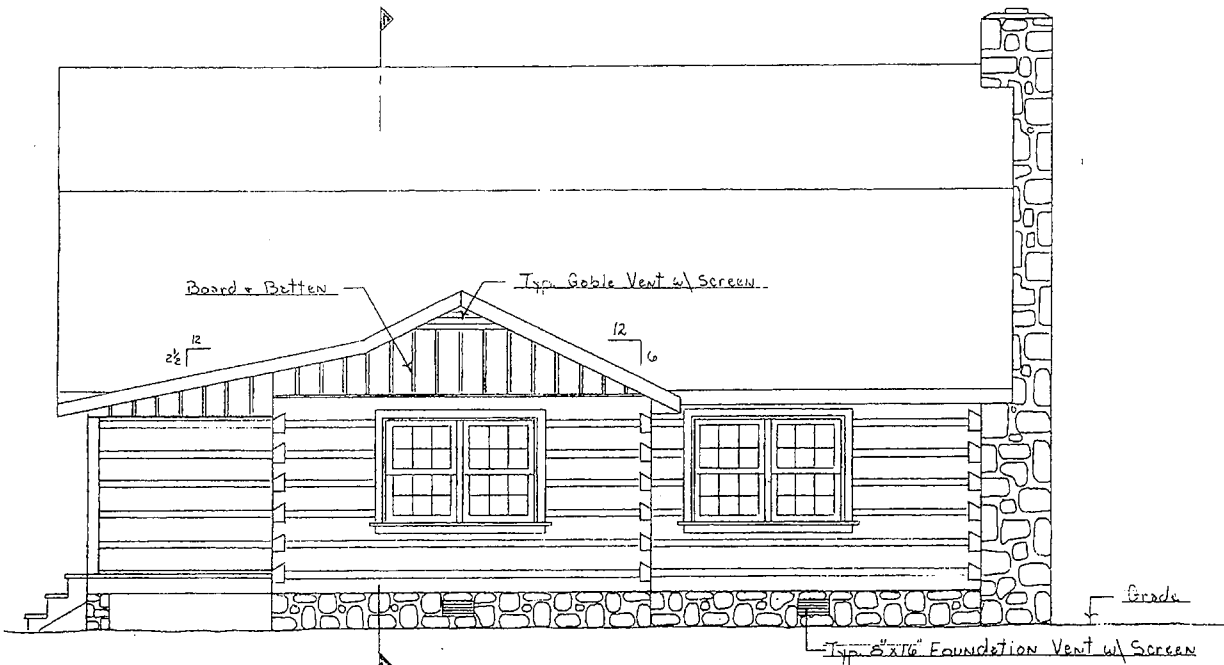 Board & Batten
Typ. Gable Vent w\ Screen
12
2½
12
6
Grade
Typ. 8"x16" Foundation Vent w\ Screen